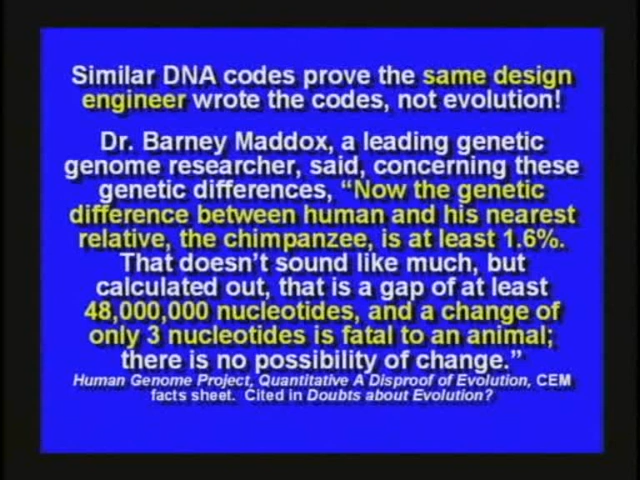 Similar DNA codes prove the same design
engineer wrote the codes, not evolution!
Dr. Barney Maddox, a leading genetic
genome researcher, said, concerning these
genetic differences, “Now the genetic
difference between human and his nearest
relative, the chimpanzee, is at least 1.6%.
That doesn’t sound like much, but
calculated out, that is a gap of at least
48,000,000 nucleotides, and a change of
only 3 nucleotides is fatal to an animal;
there is no possibility of change.”
Human Genome Project, Quantitative A Disproof of Evolution, CEM
facts sheet. Cited in Doubts about Evolution?